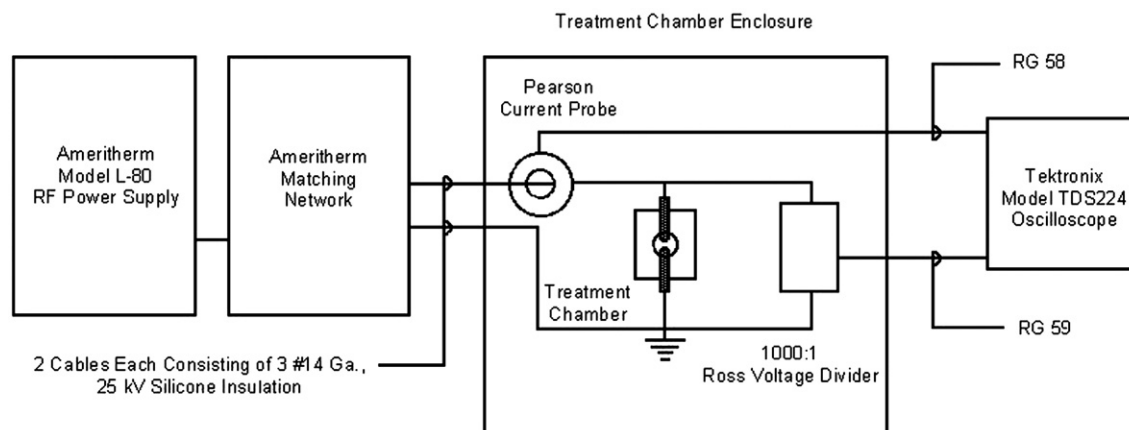 Treatment Chamber Enclosure
RG 58
Pearson
Current Probe
Ameritherm
Model L-80
RF Power Supply
Ameritherm
Matching
Network
Tektronix
Model TDS224
Oscilloscope
Treatment
Chamber
RG 59
2 Cables Each Consisting of 3 #14 Ga.,
25 kV Silicone Insulation
1000:1
Ross Voltage Divider